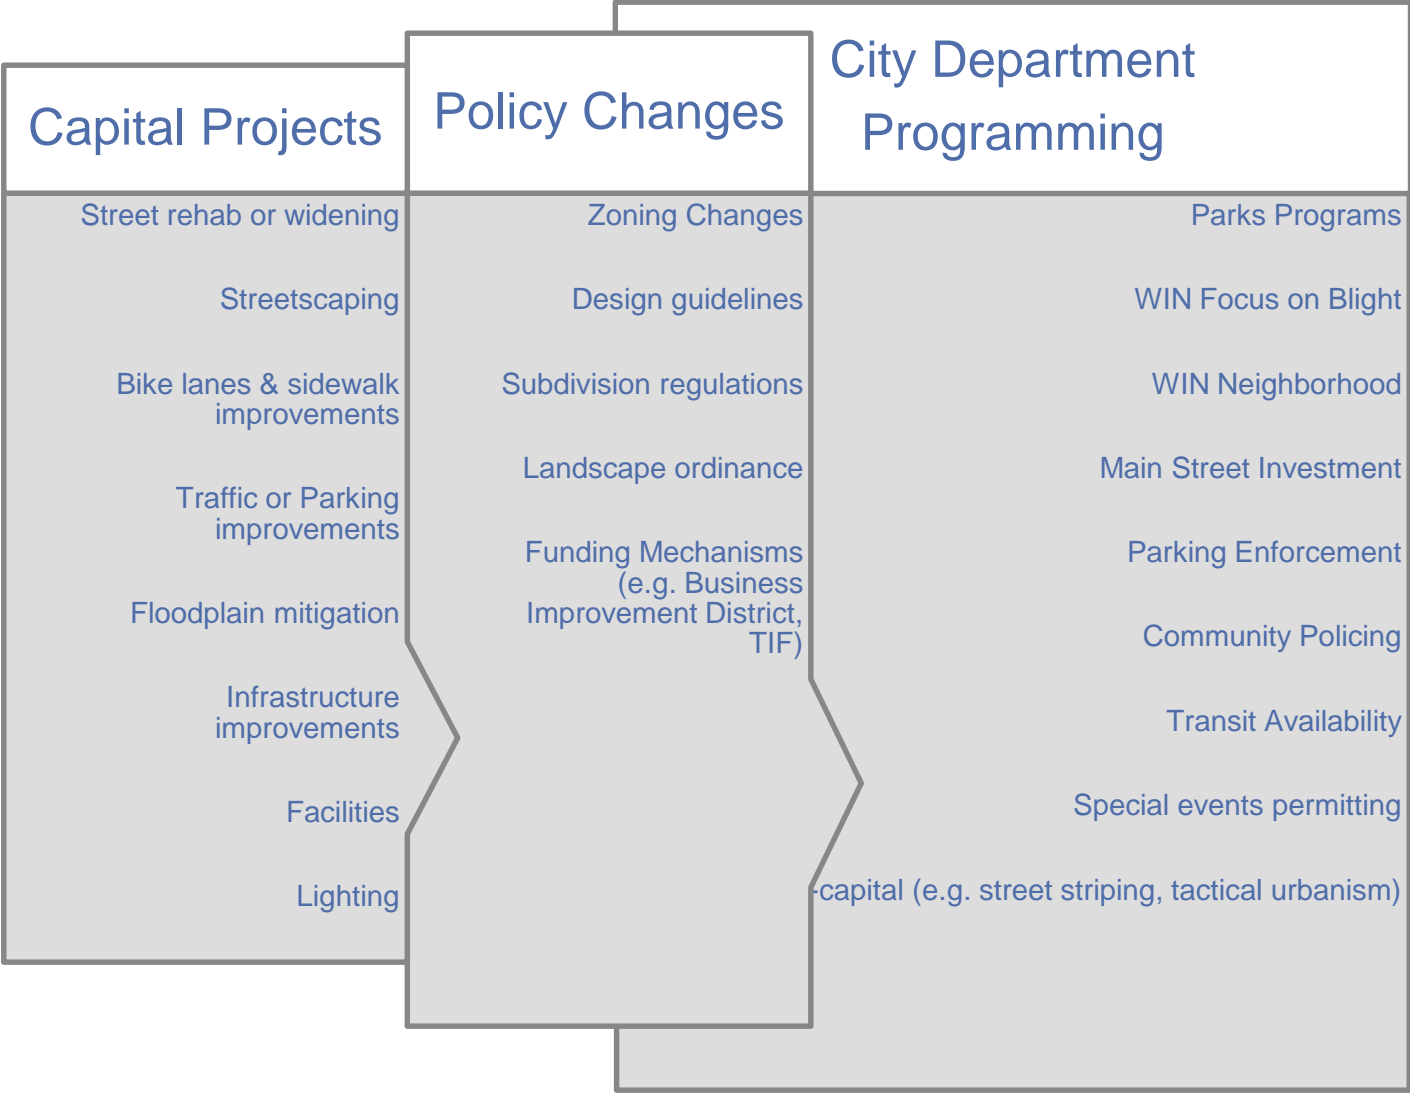 Capital Projects
Street rehab or widening
Streetscaping
Bike lanes & sidewalk
improvements
Traffic or Parking
improvements
Floodplain mitigation
Infrastructure
improvements
Facilities
Lighting
Policy Changes
Zoning Changes
Design guidelines
Subdivision regulations
Landscape ordinance
Funding Mechanisms
(e.g. Business
Improvement District,
TIF)
City Department
Programming
Parks Programs
WIN Focus on Blight
WIN Neighborhood
Main Street Investment
Parking Enforcement
Community Policing
Transit Availability
Special events permitting
-capital (e.g. street striping, tactical urbanism)